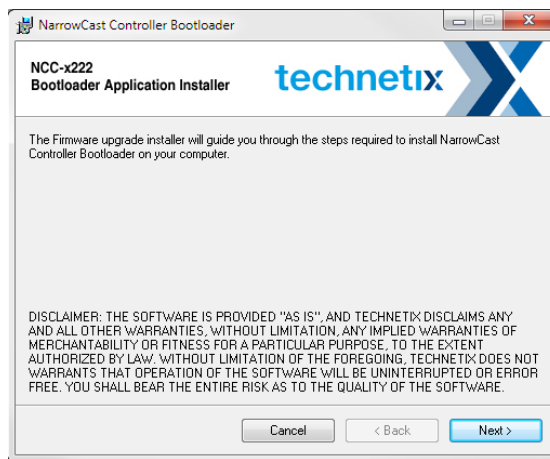 NarrowCast Controller Bootloader
NCC-x222
Bootloader Application Installer
technetix
The Firmware upgrade installer will guide you through the steps required to install NarrowCast
Controller Bootloader on your computer.
DISCLAIMER: THE SOFTWARE IS PROVIDED "AS IS", AND TECHNETIX DISCLAIMS ANY
AND ALL OTHER WARRANTIES, WITHOUT LIMITATION, ANY IMPLIED WARRANTIES OF
MERCHANTABILITY OR FITNESS FOR A PARTICULAR PURPOSE, TO THE EXTENT
AUTHORIZED BY LAW. WITHOUT LIMITATION OF THE FOREGOING, TECHNETIX DOES NOT
WARRANTS THAT OPERATION OF THE SOFTWARE WILL BE UNINTERRUPTED OR ERROR
FREE. YOU SHALL BEAR THE ENTIRE RISK AS TO THE QUALITY OF THE SOFTWARE.
Cancel < Back Next >